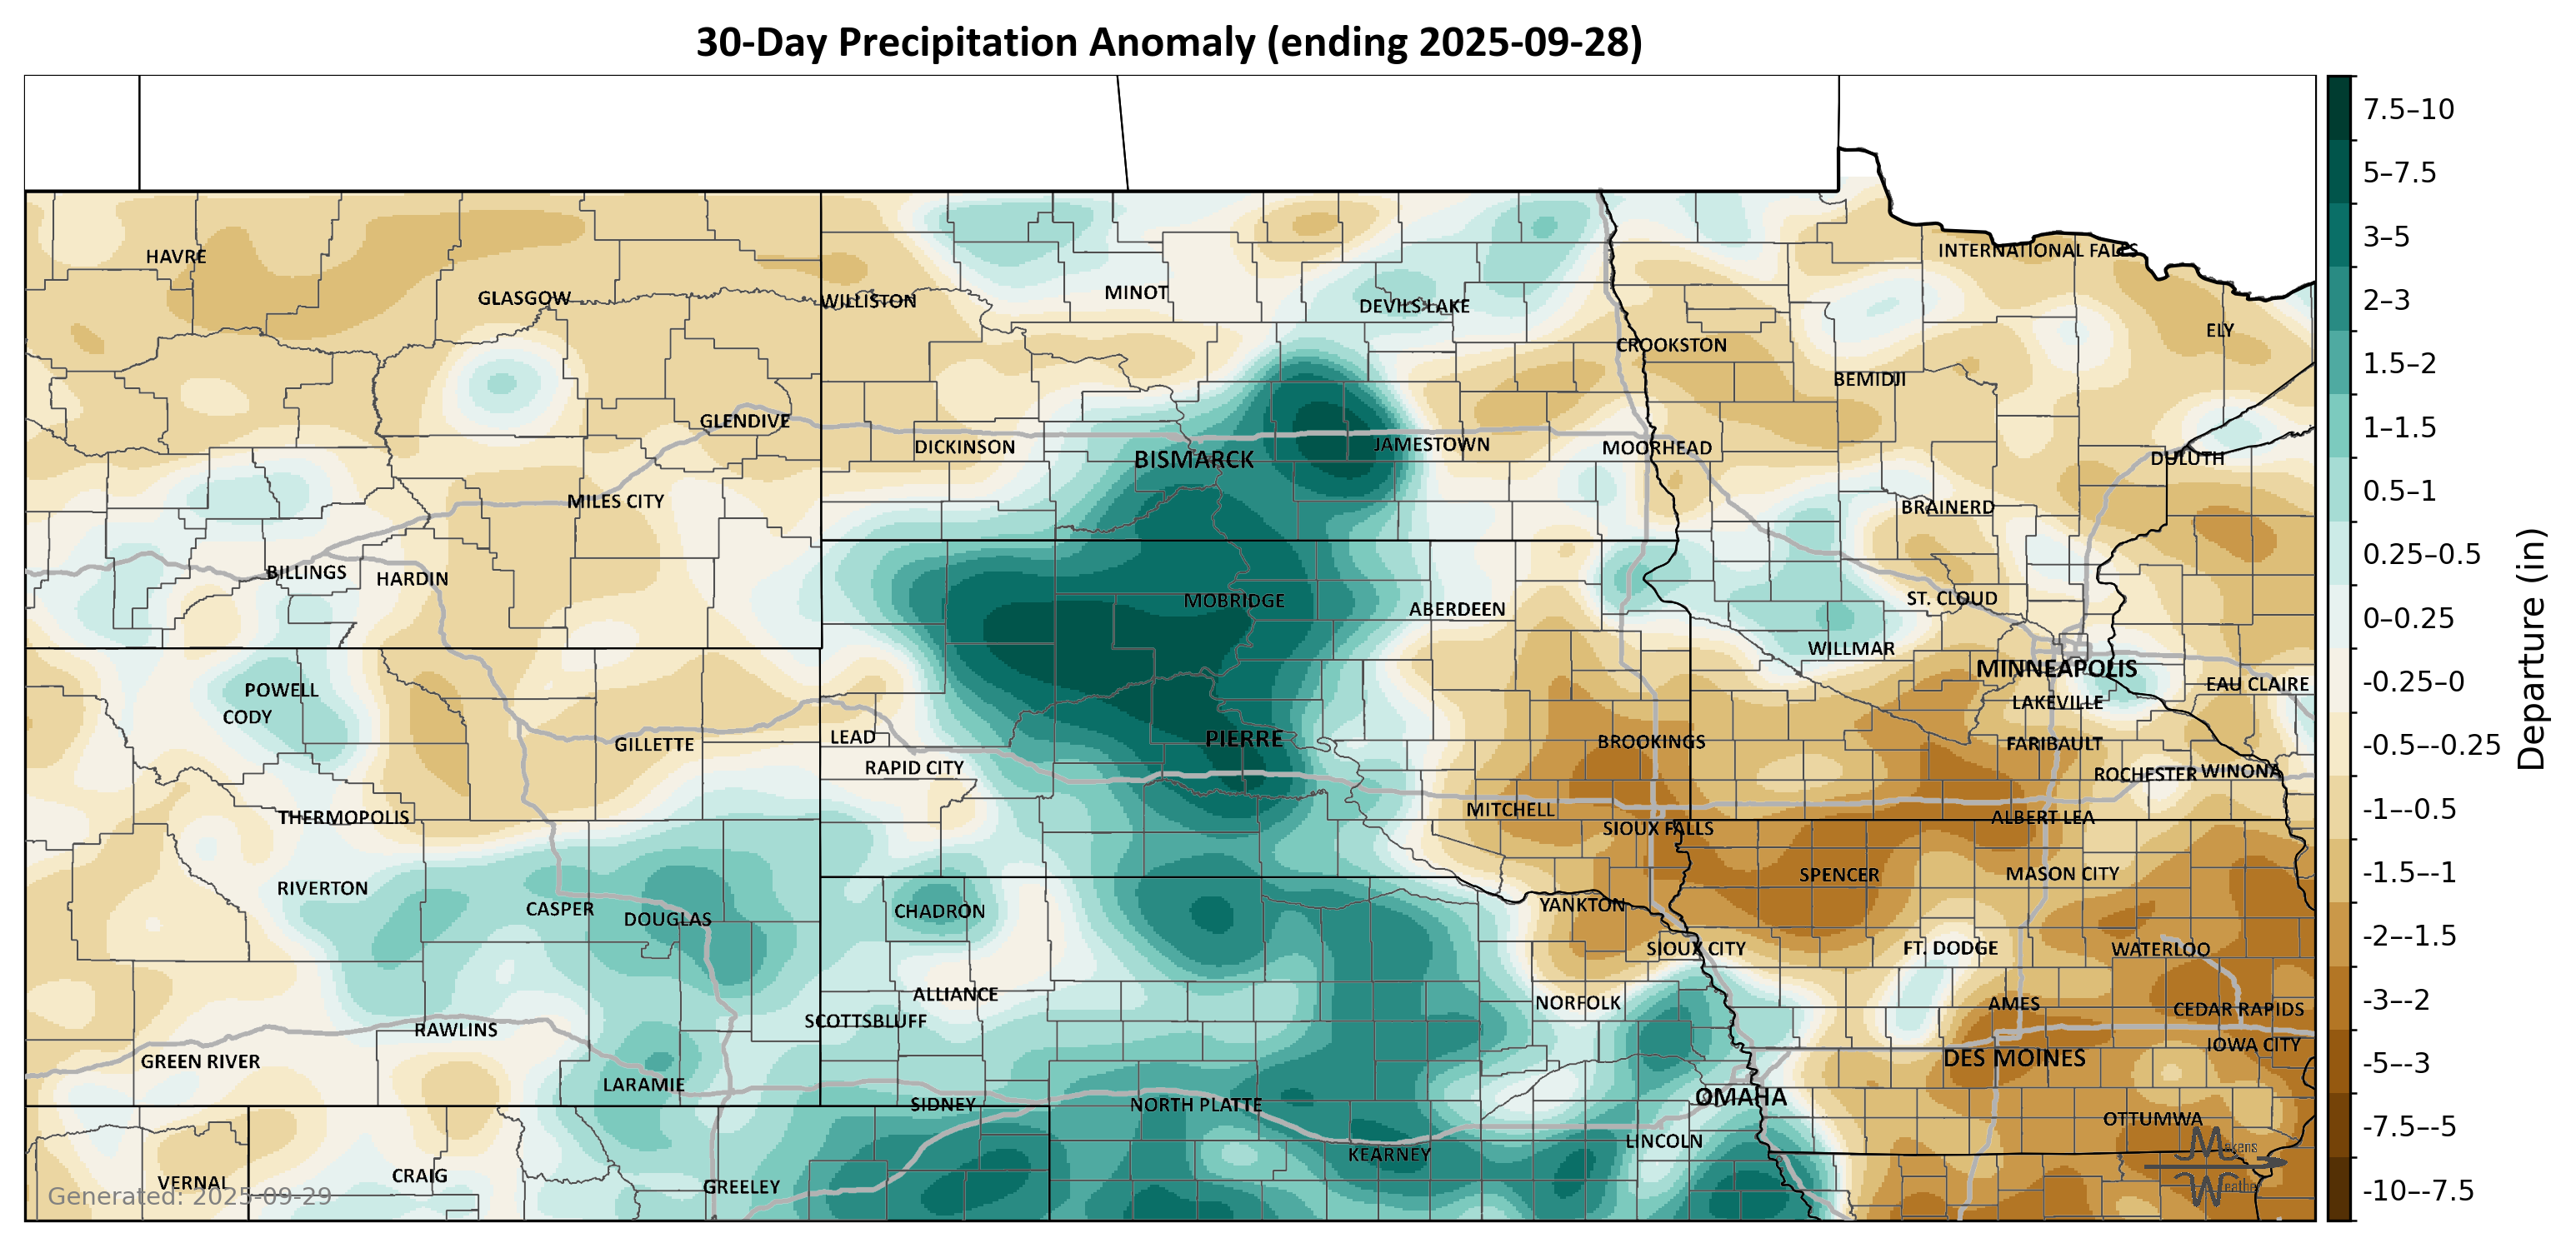 30-Day Precipitation Anomaly (ending 2025-09-28)
HAVRE
GLASGOW
WILLISTON
MINOT
DEVILS LAKE
INTERNATIONAL FALLS
ELY
CROOKSTON
BEMIDJI
GLENDIVE
DICKINSON
BISMARCK
JAMESTOWN
MOORHEAD
DULUTH
MILES CITY
BRAINERD
BILLINGS
HARDIN
MOBRIDGE
ABERDEEN
ST. CLOUD
WILLMAR
MINNEAPOLIS
EAU CLAIRE
POWELL
CODY
LAKEVILLE
GILLETTE
LEAD
PIERRE
BROOKINGS
FARIBAULT
RAPID CITY
ROCHESTER
WINONA
THERMOPOLIS
MITCHELL
SIOUX FALLS
ALBERT LEA
RIVERTON
CASPER
DOUGLAS
CHADRON
YANKTON
SPENCER
MASON CITY
SIOUX CITY
FT. DODGE
WATERLOO
ALLIANCE
NORFOLK
AMES
CEDAR RAPIDS
RAWLINS
SCOTTSBLUFF
IOWA CITY
GREEN RIVER
LARAMIE
DES MOINES
SIDNEY
NORTH PLATTE
OMAHA
OTTUMWA
LINCOLN
KEARNEY
VERNAL
CRAIG
GREELEY
Generated: 2025-09-29
Makens
Weather
7.5–10
5–7.5
3–5
2–3
1.5–2
1–1.5
0.5–1
0.25–0.5
0–0.25
-0.25–0
-0.5–-0.25
-1–-0.5
-1.5–-1
-2–-1.5
-3–-2
-5–-3
-7.5–-5
-10–-7.5
Departure (in)